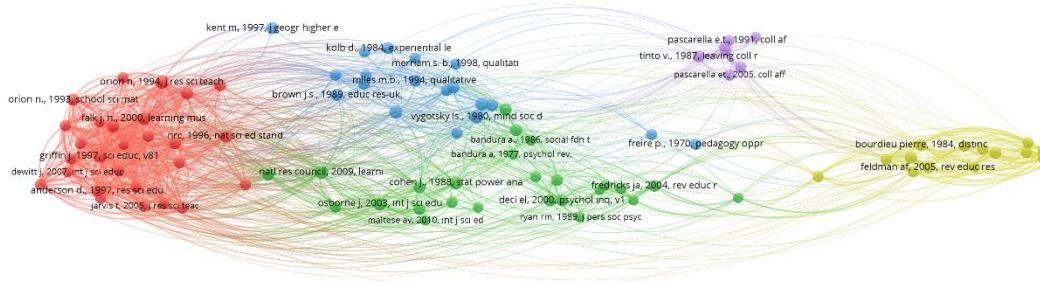 kent m, 1997, j geogr higher e
kolb d., 1984, experiential le
merriam s. b., 1998, qualitati
pascarella e.t., 1991, coll af
tinto v., 1987, leaving coll r
pascarella et., 2005, coll aff
orion n, 1994, j res sci teach
miles m.b., 1994, qualitative
orion n., 1993, school sci mat
brown j.s., 1989, educ res-uk,
falk j. h., 2000, learning mus
vygotsky ls., 1980, mind soc d
nrc, 1996, nat sci ed stand
bandura a., 1986, social fdn t
freire p., 1970, pedagogy oppr
bourdieu pierre, 1984, distinc
griffin j, 1997, sci educ, v81
bandura a, 1977, psychol rev,
feldman af, 2005, rev educ res
dewitt j, 2007, int j sci educ
natl res council, 2009, learni
anderson d., 1997, res sci edu
cohen j., 1988, stat power ana
fredricks ja, 2004, rev educ r
jarvis t, 2005, j res sci teac
osborne j, 2003, int j sci edu
deci el, 2000, psychol inq, v1
maltese av, 2010, int j sci ed
ryan rm, 1989, j pers soc psyc